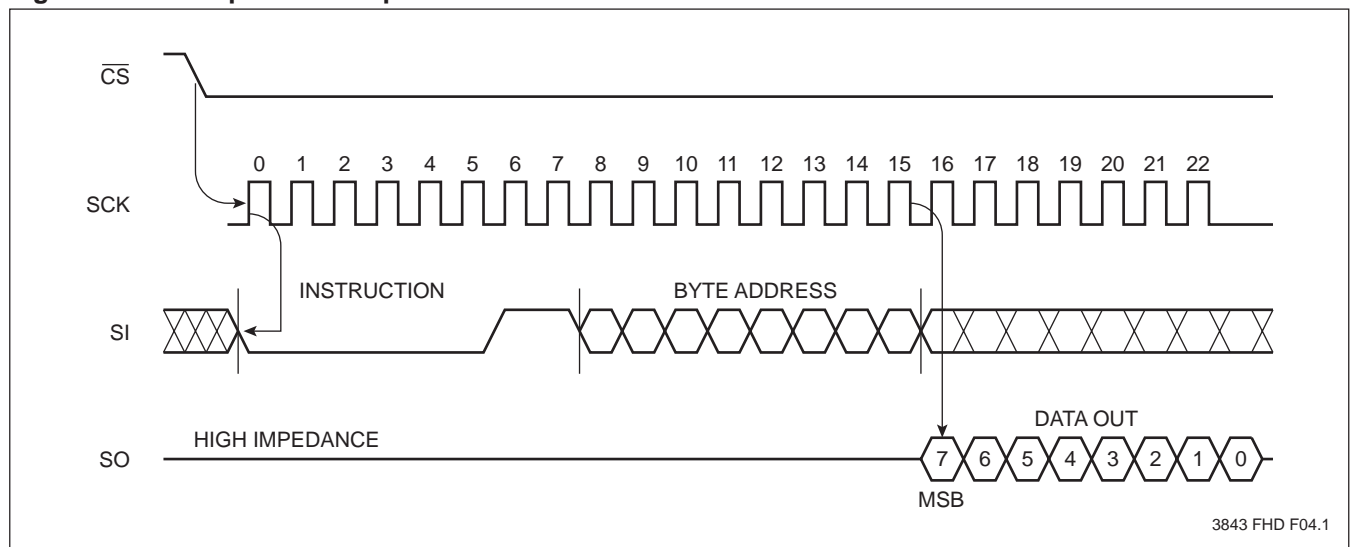 CS
0 1 2 3 4 5 6 7 8 9 10 11 12 13 14 15 16 17 18 19 20 21 22
SCK
INSTRUCTION BYTE ADDRESS
SI
DATA OUT
HIGH IMPEDANCE
SO
7 6 5 4 3 2 1 0
MSB
3843 FHD F04.1